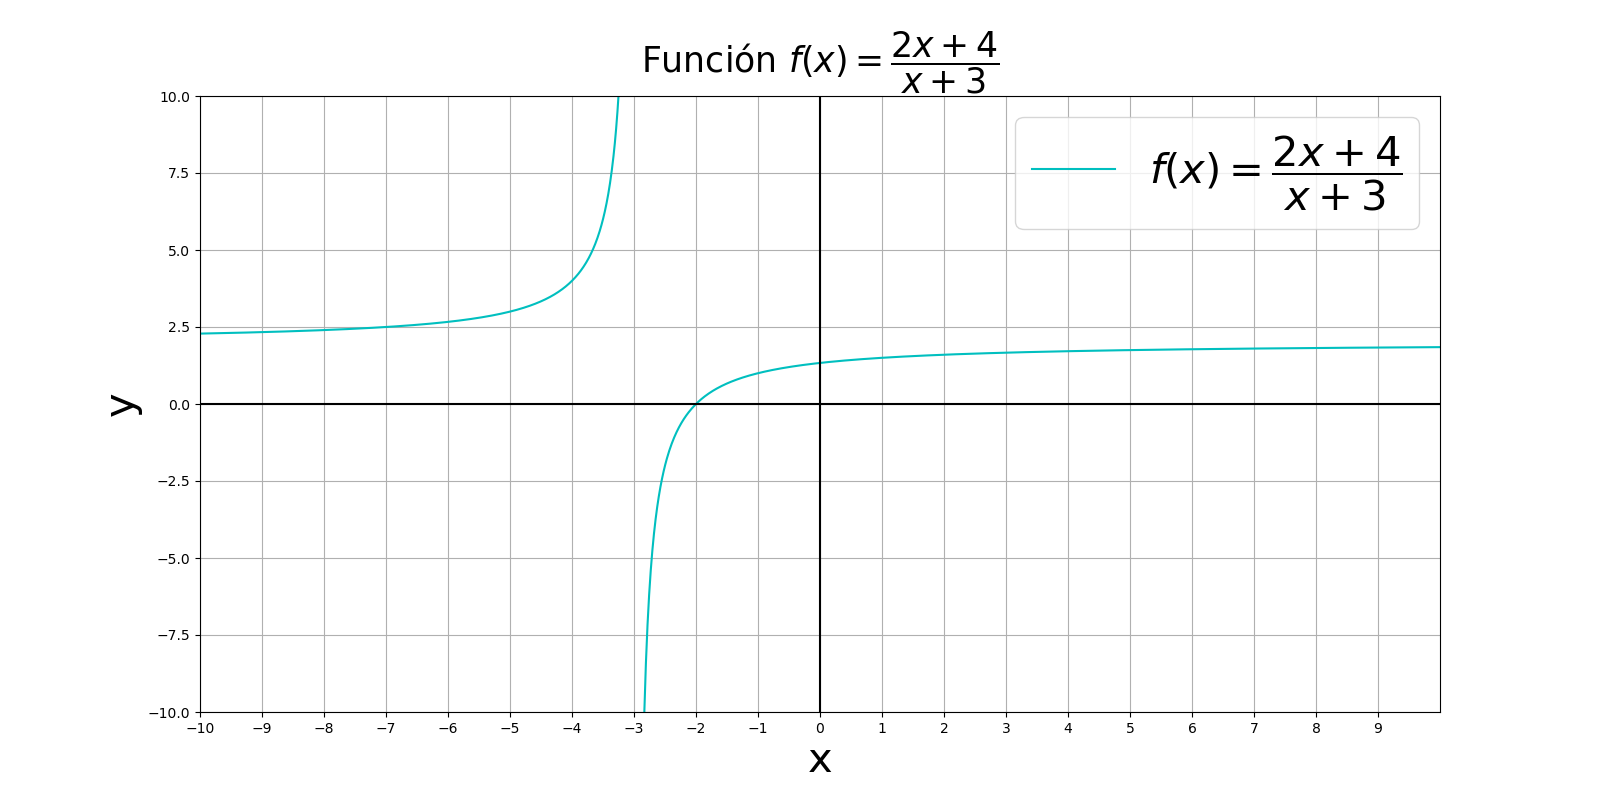 Función f(x) = (2x + 4)/(x + 3)
10.0
7.5
5.0
2.5
0.0
−2.5
−5.0
−7.5
−10.0
y
f(x) = (2x + 4)/(x + 3)
−10 −9 −8 −7 −6 −5 −4 −3 −2 −1 0 1 2 3 4 5 6 7 8 9
x